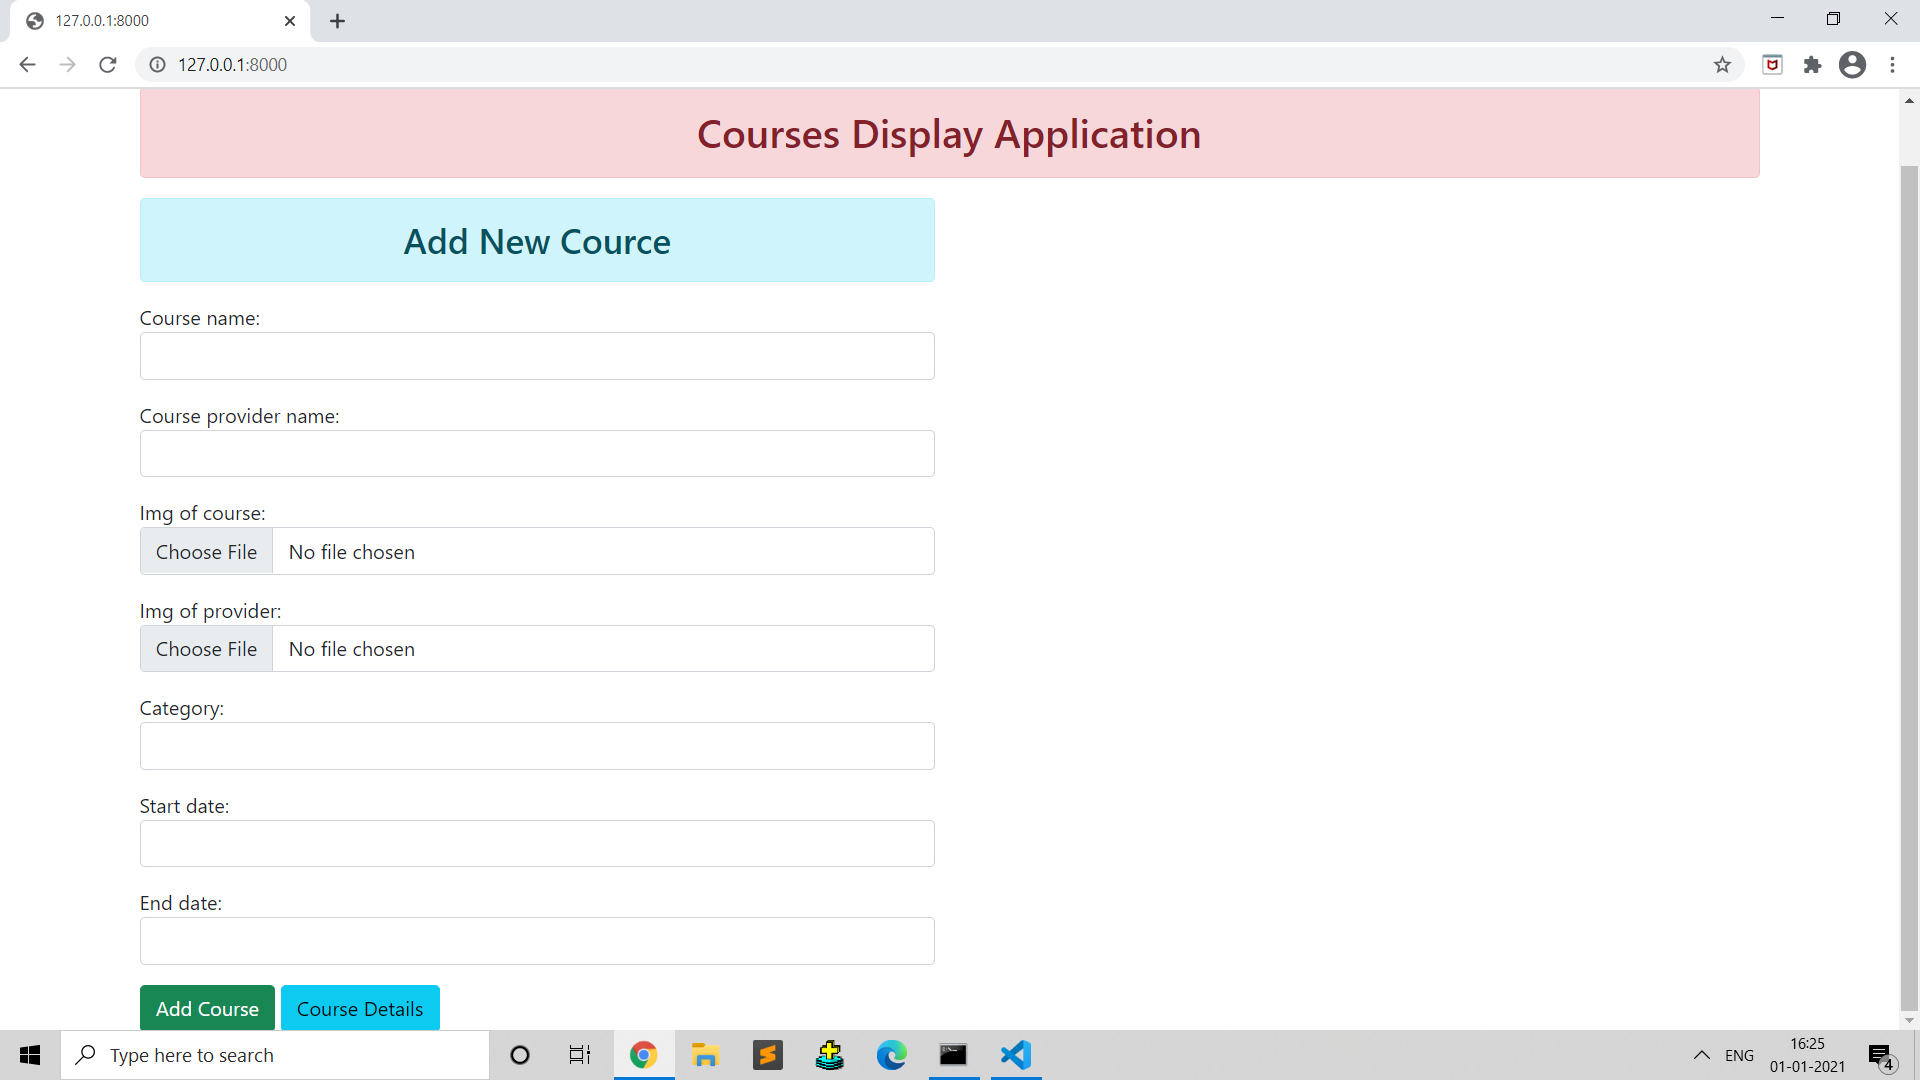 127.0.0.1:8000
127.0.0.1:8000
Courses Display Application
Add New Cource
Course name:
Course provider name:
Img of course:
Choose File No file chosen
Img of provider:
Choose File No file chosen
Category:
Start date:
End date:
Add Course Course Details
Type here to search
ENG
16:25
01-01-2021
4